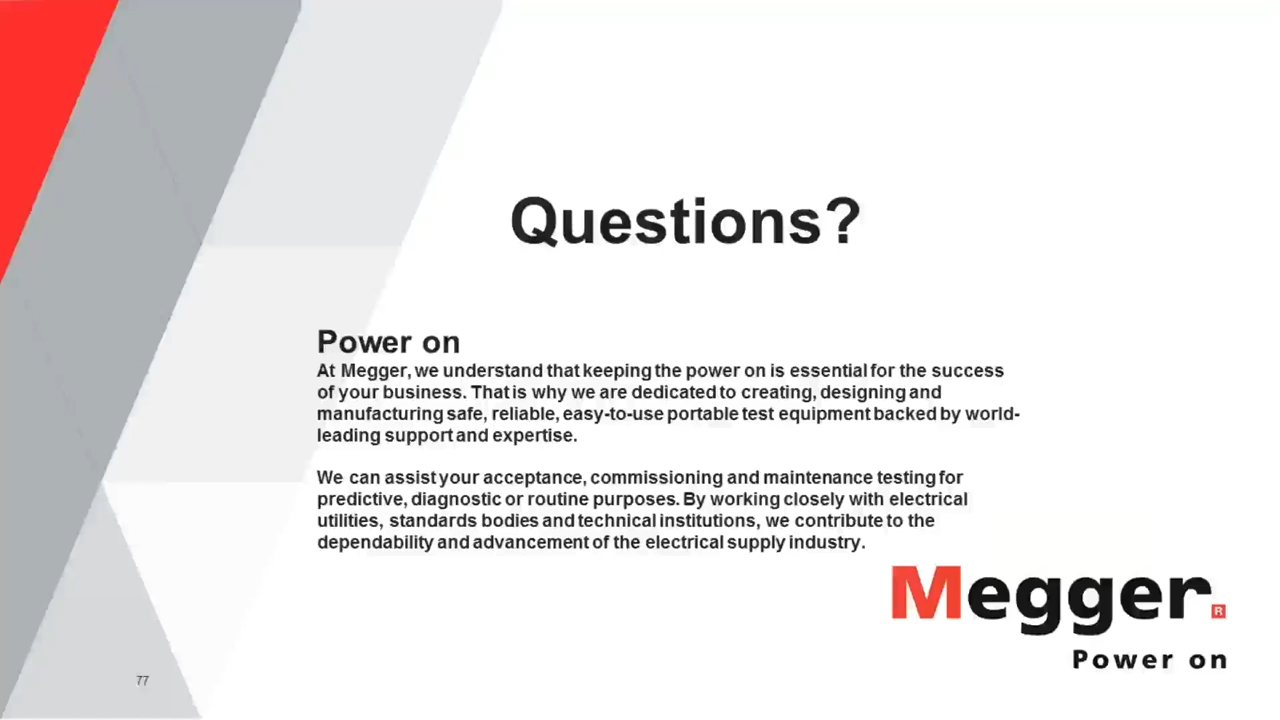 Questions?
Power on
At Megger, we understand that keeping the power on is essential for the success
of your business. That is why we are dedicated to creating, designing and
manufacturing safe, reliable, easy-to-use portable test equipment backed by world-
leading support and expertise.
We can assist your acceptance, commissioning and maintenance testing for
predictive, diagnostic or routine purposes. By working closely with electrical
utilities, standards bodies and technical institutions, we contribute to the
dependability and advancement of the electrical supply industry.
Megger.®
Power on
77